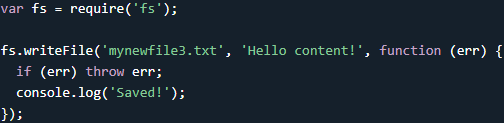 var fs = require('fs');
fs.writeFile('mynewfile3.txt', 'Hello content!', function (err) {
  if (err) throw err;
  console.log('Saved!');
});